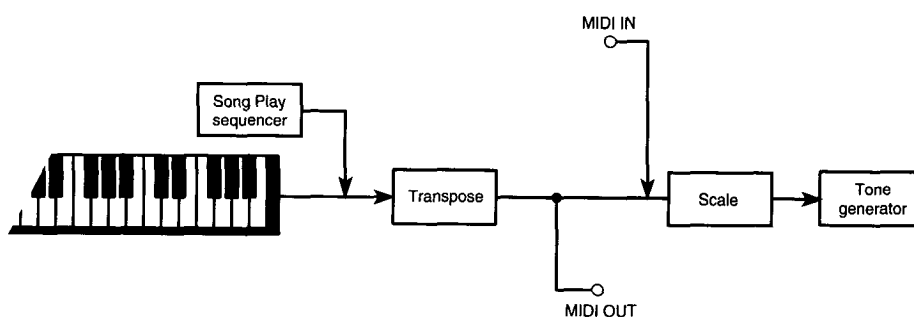 MIDI IN
Song Play
sequencer
Transpose
Scale
Tone
generator
MIDI OUT